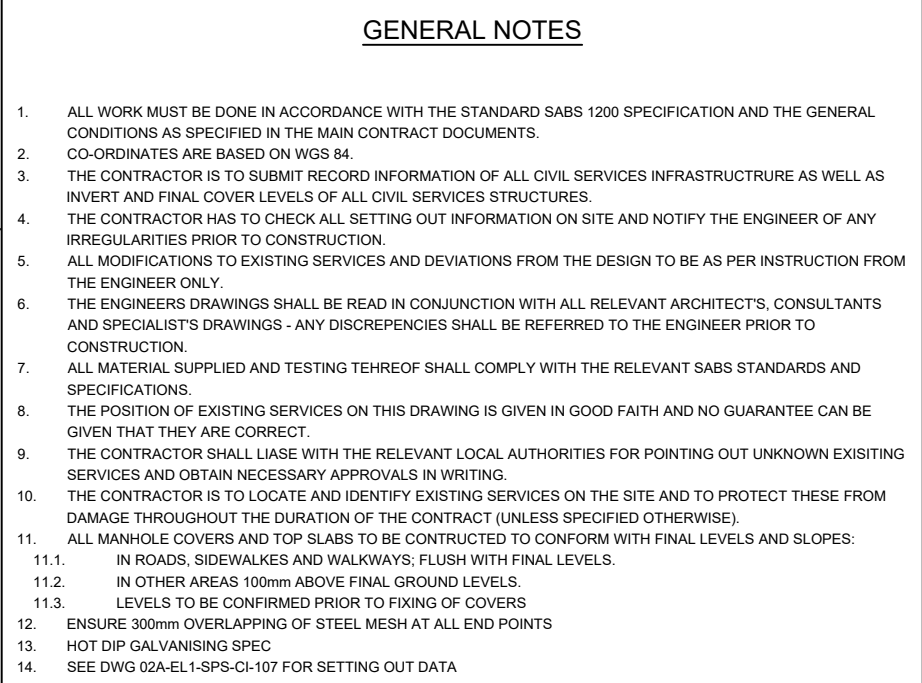 GENERAL NOTES
1. ALL WORK MUST BE DONE IN ACCORDANCE WITH THE STANDARD SABS 1200 SPECIFICATION AND THE GENERAL
CONDITIONS AS SPECIFIED IN THE MAIN CONTRACT DOCUMENTS.
2. CO-ORDINATES ARE BASED ON WGS 84.
3. THE CONTRACTOR IS TO SUBMIT RECORD INFORMATION OF ALL CIVIL SERVICES INFRASTRUCTRURE AS WELL AS
INVERT AND FINAL COVER LEVELS OF ALL CIVIL SERVICES STRUCTURES.
4. THE CONTRACTOR HAS TO CHECK ALL SETTING OUT INFORMATION ON SITE AND NOTIFY THE ENGINEER OF ANY
IRREGULARITIES PRIOR TO CONSTRUCTION.
5. ALL MODIFICATIONS TO EXISTING SERVICES AND DEVIATIONS FROM THE DESIGN TO BE AS PER INSTRUCTION FROM
THE ENGINEER ONLY.
6. THE ENGINEERS DRAWINGS SHALL BE READ IN CONJUNCTION WITH ALL RELEVANT ARCHITECT'S, CONSULTANTS
AND SPECIALIST'S DRAWINGS - ANY DISCREPENCIES SHALL BE REFERRED TO THE ENGINEER PRIOR TO
CONSTRUCTION.
7. ALL MATERIAL SUPPLIED AND TESTING TEHREOF SHALL COMPLY WITH THE RELEVANT SABS STANDARDS AND
SPECIFICATIONS.
8. THE POSITION OF EXISTING SERVICES ON THIS DRAWING IS GIVEN IN GOOD FAITH AND NO GUARANTEE CAN BE
GIVEN THAT THEY ARE CORRECT.
9. THE CONTRACTOR SHALL LIASE WITH THE RELEVANT LOCAL AUTHORITIES FOR POINTING OUT UNKNOWN EXISITING
SERVICES AND OBTAIN NECESSARY APPROVALS IN WRITING.
10. THE CONTRACTOR IS TO LOCATE AND IDENTIFY EXISTING SERVICES ON THE SITE AND TO PROTECT THESE FROM
DAMAGE THROUGHOUT THE DURATION OF THE CONTRACT (UNLESS SPECIFIED OTHERWISE).
11. ALL MANHOLE COVERS AND TOP SLABS TO BE CONTRUCTED TO CONFORM WITH FINAL LEVELS AND SLOPES:
11.1. IN ROADS, SIDEWALKES AND WALKWAYS; FLUSH WITH FINAL LEVELS.
11.2. IN OTHER AREAS 100mm ABOVE FINAL GROUND LEVELS.
11.3. LEVELS TO BE CONFIRMED PRIOR TO FIXING OF COVERS
12. ENSURE 300mm OVERLAPPING OF STEEL MESH AT ALL END POINTS
13. HOT DIP GALVANISING SPEC
14. SEE DWG 02A-EL1-SPS-CI-107 FOR SETTING OUT DATA